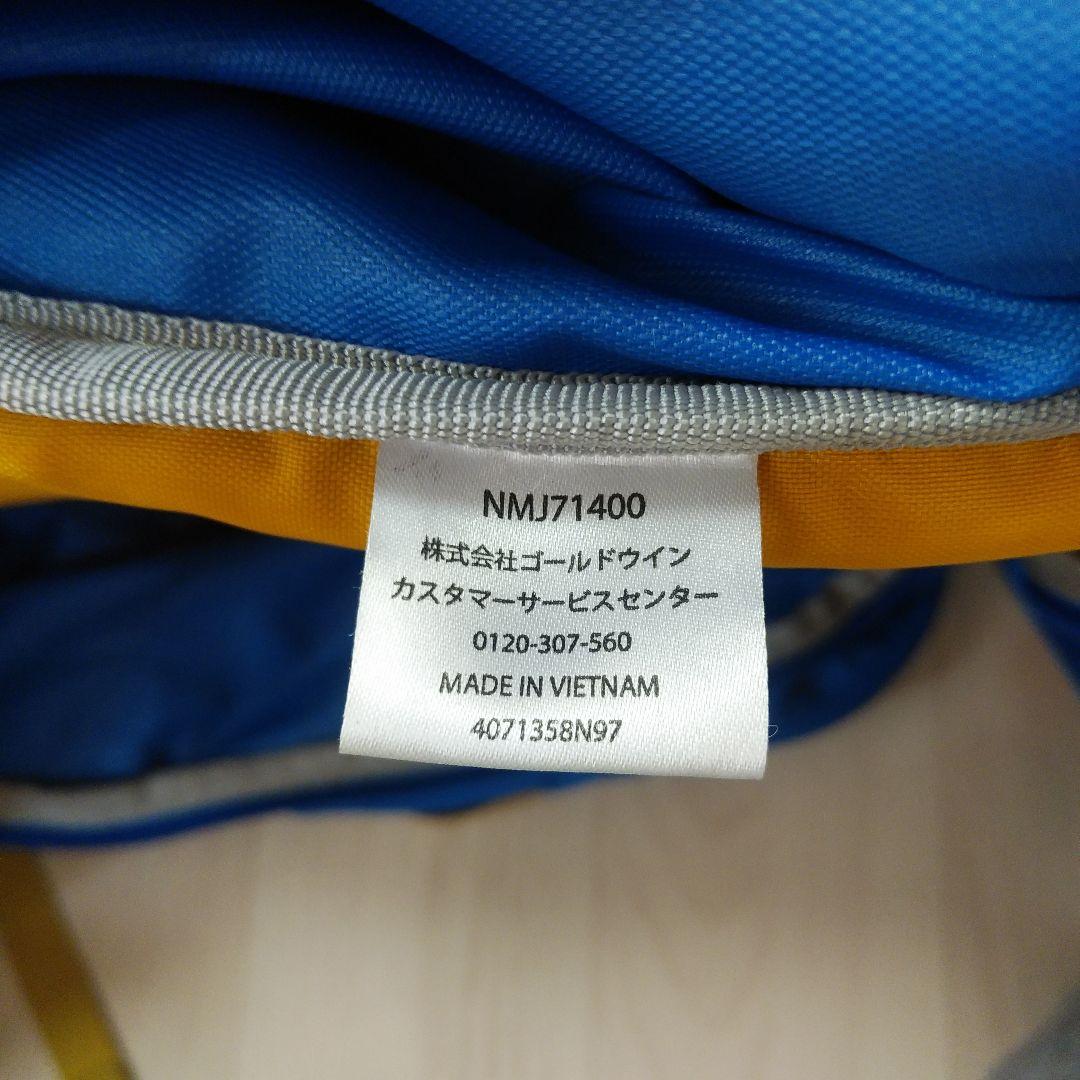 NMJ71400
株式会社ゴールドウイン
カスタマーサービスセンター
0120-307-560
MADE IN VIETNAM
4071358N97